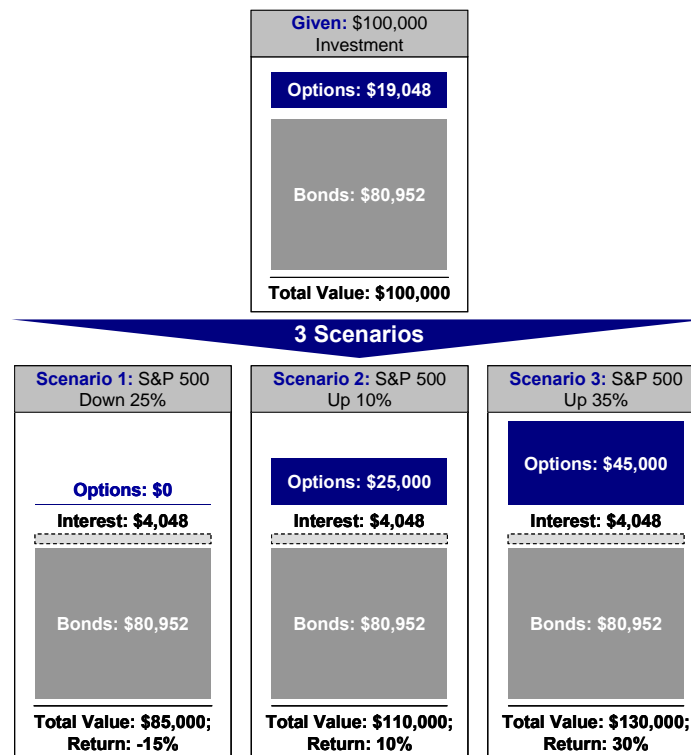 Given: $100,000
Investment
Options: $19,048
Bonds: $80,952
Total Value: $100,000
3 Scenarios
Scenario 1: S&P 500
Down 25%
Options: $0
Interest: $4,048
Bonds: $80,952
Total Value: $85,000;
Return: -15%
Scenario 2: S&P 500
Up 10%
Options: $25,000
Interest: $4,048
Bonds: $80,952
Total Value: $110,000;
Return: 10%
Scenario 3: S&P 500
Up 35%
Options: $45,000
Interest: $4,048
Bonds: $80,952
Total Value: $130,000;
Return: 30%